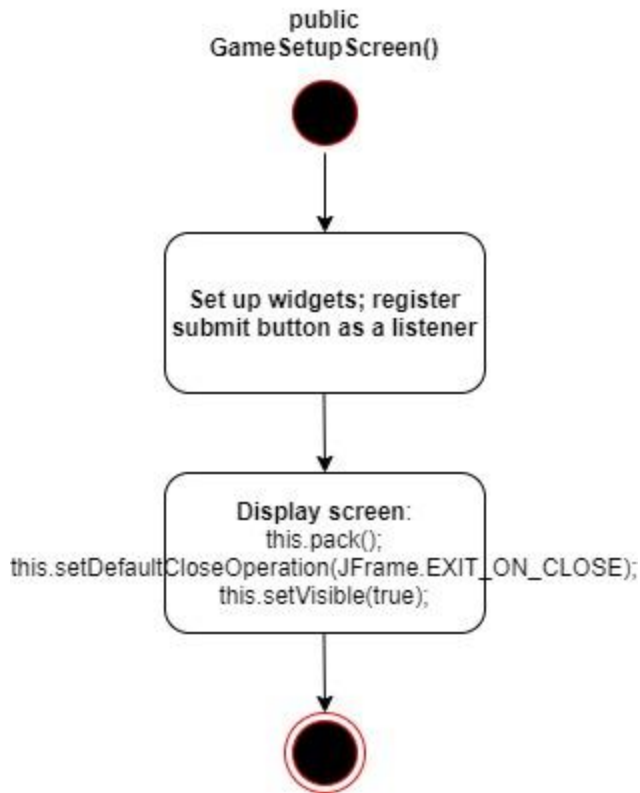 public
GameSetupScreen()
Set up widgets; register
submit button as a listener
Display screen:
this.pack();
this.setDefaultCloseOperation(JFrame.EXIT_ON_CLOSE);
this.setVisible(true);